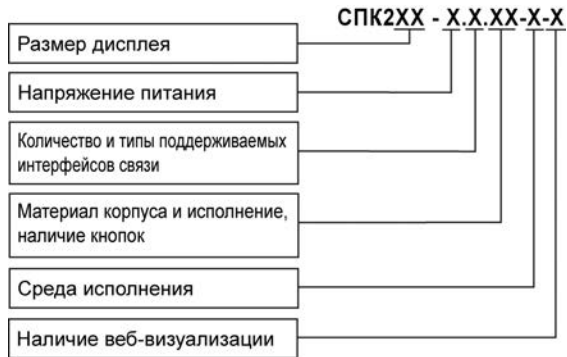 СПК2XX - X.X.XX-X-X
Размер дисплея
Напряжение питания
Количество и типы поддерживаемых
интерфейсов связи
Материал корпуса и исполнение,
наличие кнопок
Среда исполнения
Наличие веб-визуализации